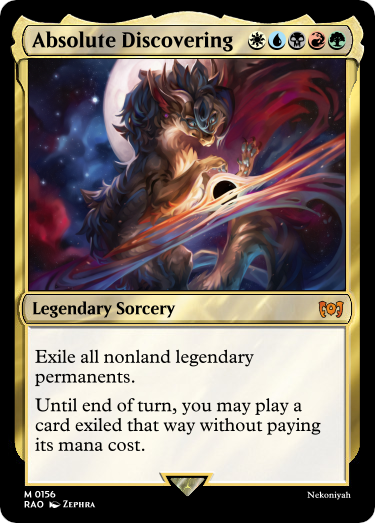 Absolute Discovering
Legendary Sorcery
Exile all nonland legendary
permanents.
Until end of turn, you may play a
card exiled that way without paying
its mana cost.
M 0156
RAO ZEPHRA
Nekoniyah